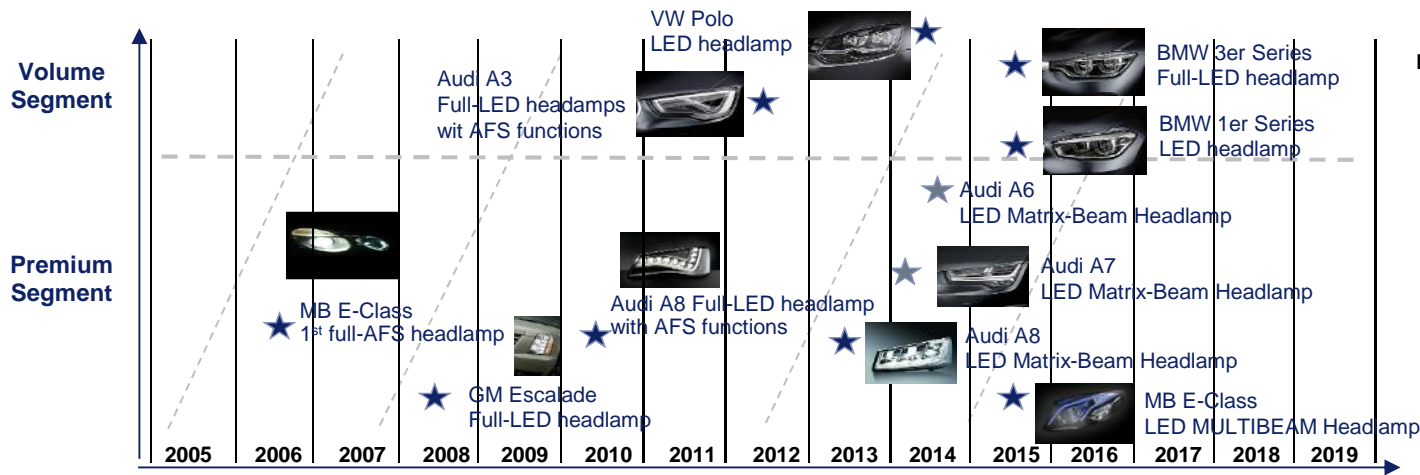 VW Polo
LED headlamp
Volume
Segment
Audi A3
Full-LED headamps
wit AFS functions
BMW 3er Series
Full-LED headlamp
BMW 1er Series
LED headlamp
Audi A6
LED Matrix-Beam Headlamp
Premium
Segment
Audi A7
LED Matrix-Beam Headlamp
MB E-Class
1st full-AFS headlamp
Audi A8 Full-LED headlamp
with AFS functions
Audi A8
LED Matrix-Beam Headlamp
GM Escalade
Full-LED headlamp
MB E-Class
LED MULTIBEAM Headlamp
2005 2006 2007 2008 2009 2010 2011 2012 2013 2014 2015 2016 2017 2018 2019